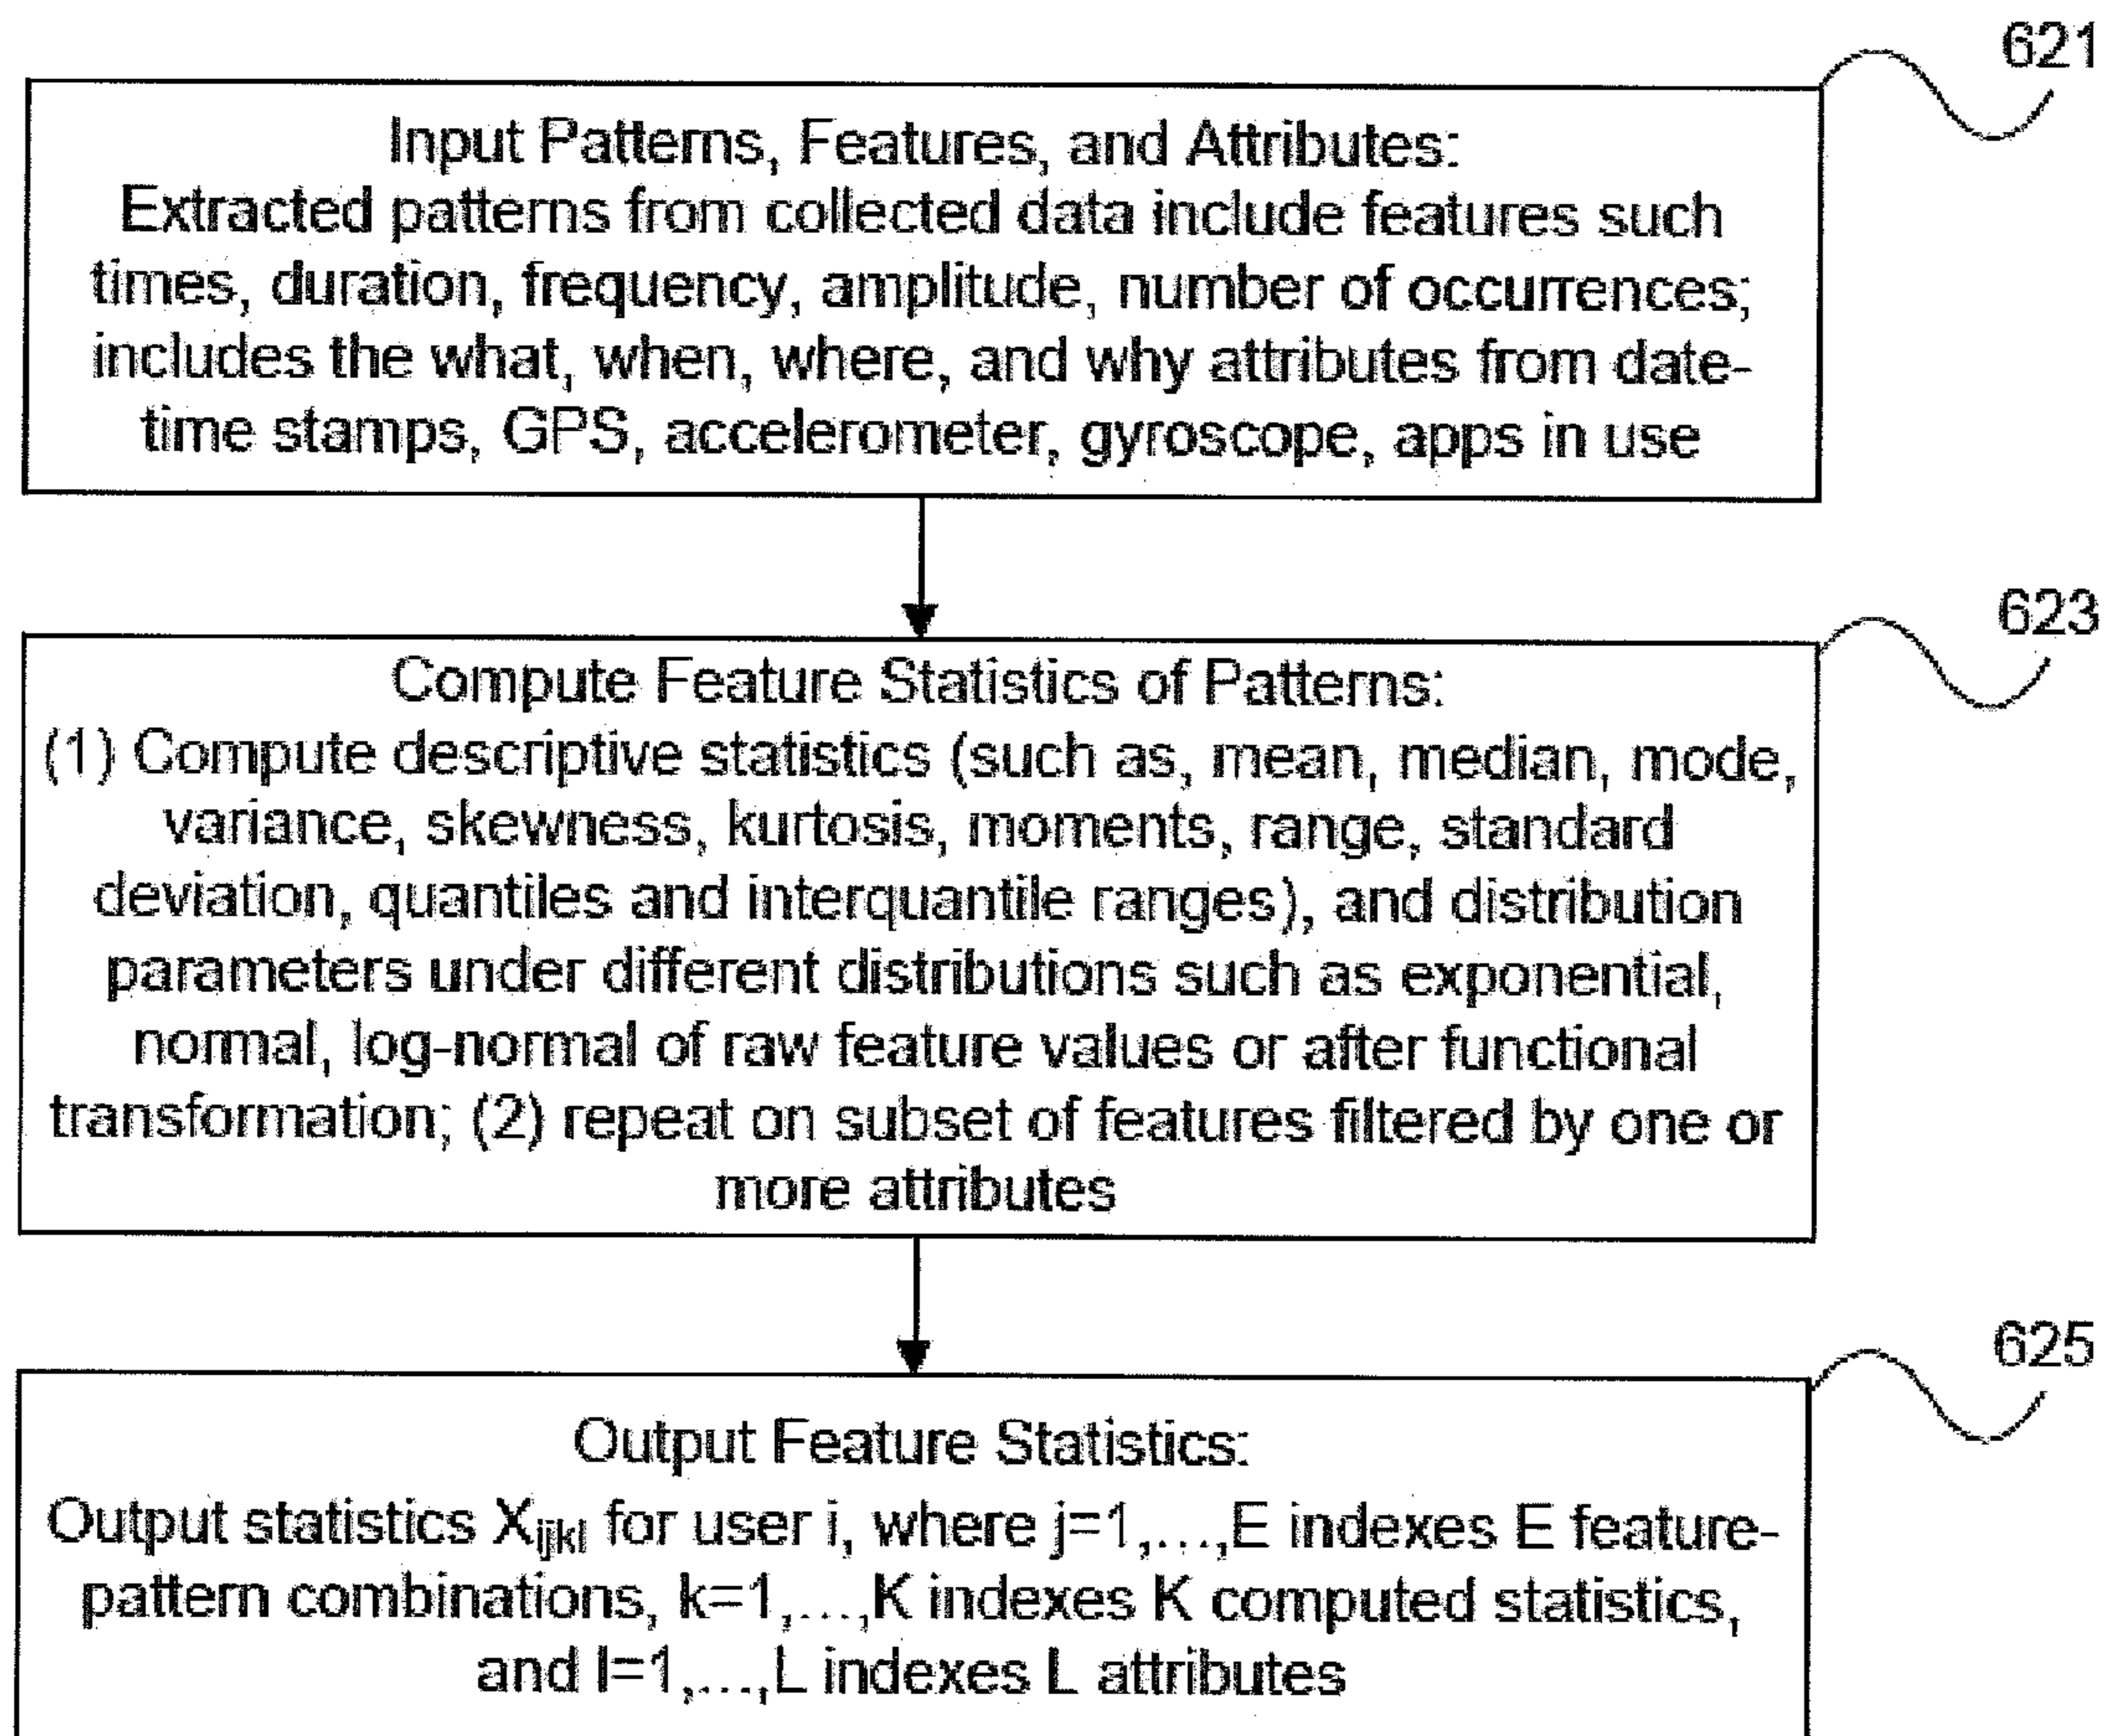 621
Input Patterns, Features, and Attributes:
Extracted patterns from collected data include features such
times, duration, frequency, amplitude, number of occurrences;
includes the what, when, where, and why attributes from date-
time stamps, GPS, accelerometer, gyroscope, apps in use
623
Compute Feature Statistics of Patterns:
(1) Compute descriptive statistics (such as, mean, median, mode,
variance, skewness, kurtosis, moments, range, standard
deviation, quantiles and interquantile ranges), and distribution
parameters under different distributions such as exponential,
normal, log-normal of raw feature values or after functional
transformation; (2) repeat on subset of features filtered by one or
more attributes
625
Output Feature Statistics:
Output statistics Xijkl for user i, where j=1,...,E indexes E feature-
pattern combinations, k=1,...,K indexes K computed statistics,
and l=1,...,L indexes L attributes